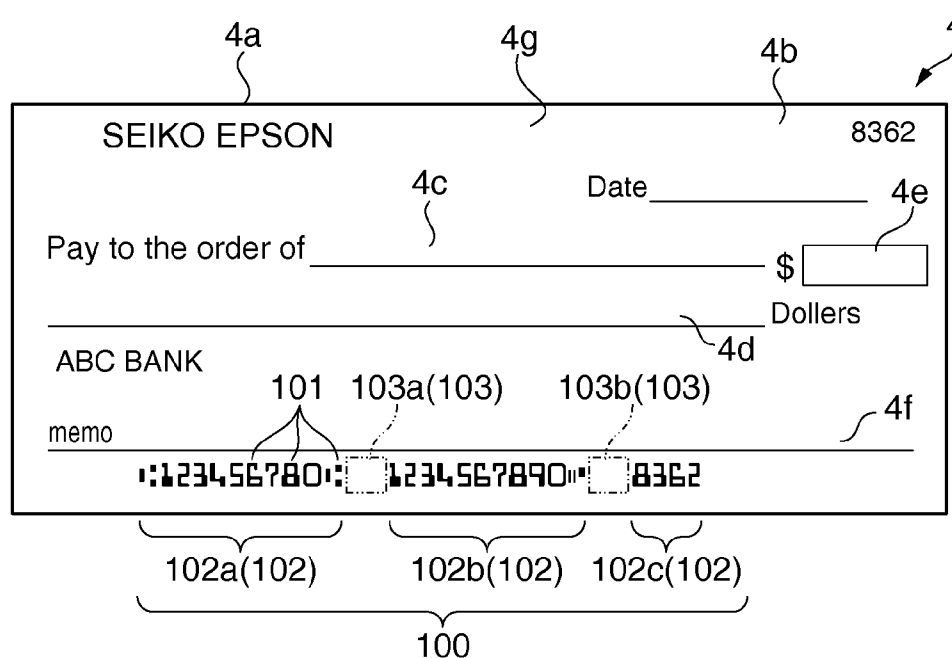 4a 4g 4b 4
SEIKO EPSON 8362
4c Date 4e
Pay to the order of $
Dollers
4d
ABC BANK
101 103a(103) 103b(103) 4f
memo
⑆123456780⑆ 1234567890⑈ 8362
102a(102) 102b(102) 102c(102)
100